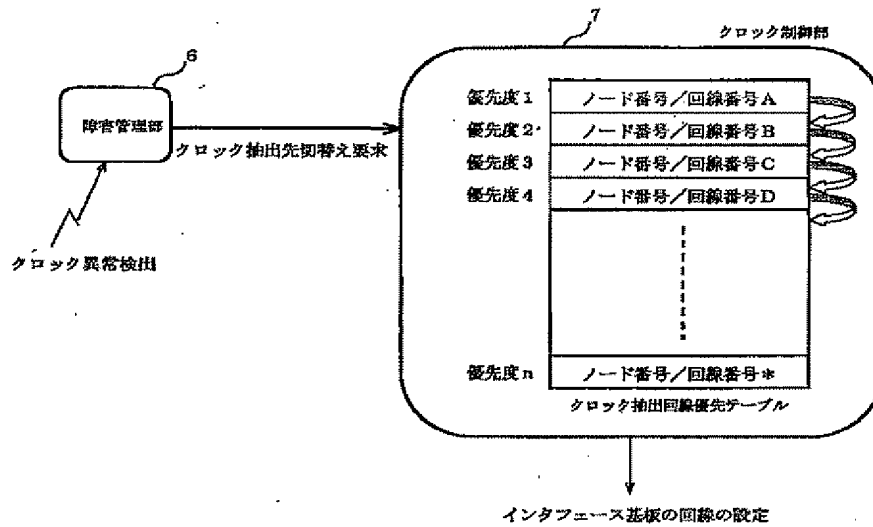 7
クロック制御部
6
障害管理部
クロック抽出先切替え要求
クロック異常検出
優先度1 ノード番号／回線番号A
優先度2 ノード番号／回線番号B
優先度3 ノード番号／回線番号C
優先度4 ノード番号／回線番号D
優先度n ノード番号／回線番号*
クロック抽出回線優先テーブル
インタフェース基板の回線の設定